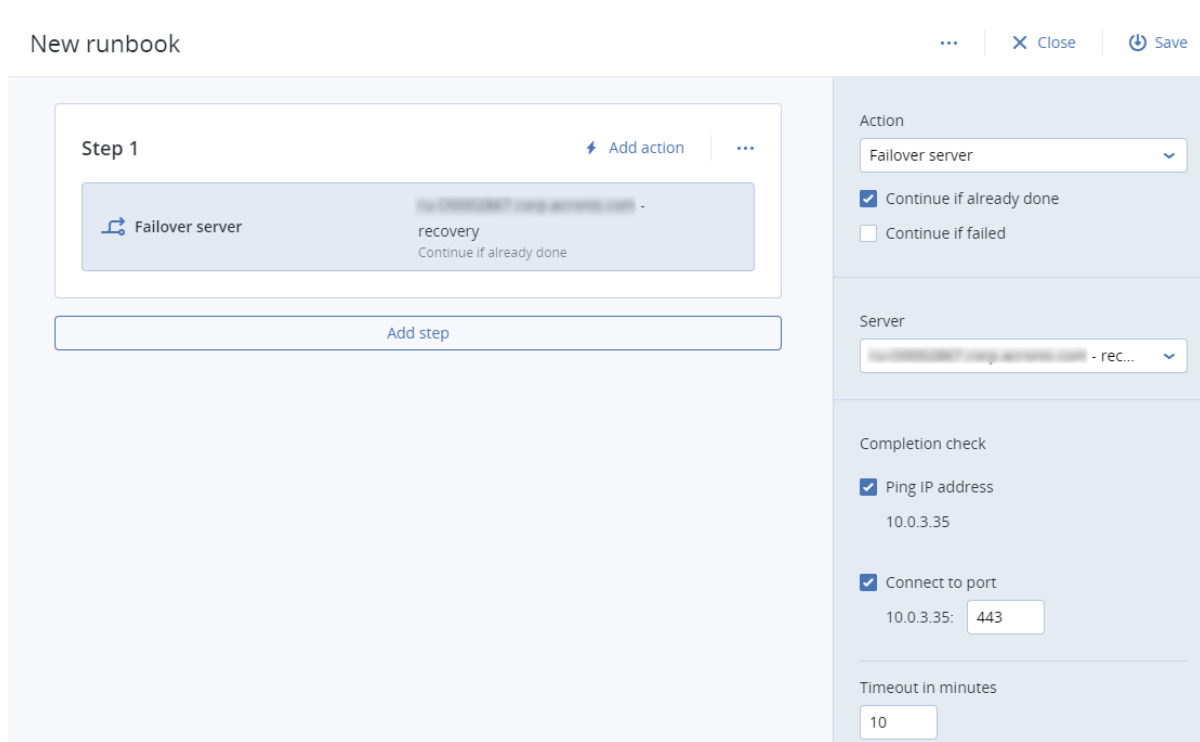 New runbook
... Close Save
Step 1
Add action ...
Failover server
-
recovery
Continue if already done
Add step
Action
Failover server
Continue if already done
Continue if failed
Server
- rec...
Completion check
Ping IP address
10.0.3.35
Connect to port
10.0.3.35: 443
Timeout in minutes
10